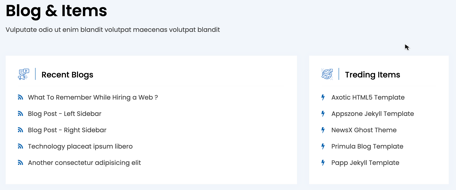 Blog & Items
Vulputate odio ut enim blandit volutpat maecenas volutpat blandit
Recent Blogs
What To Remember While Hiring a Web ?
Blog Post - Left Sidebar
Blog Post - Right Sidebar
Technology placeat ipsum libero
Another consectetur adipisicing elit
Treding Items
Axotic HTML5 Template
Appszone Jekyll Template
NewsX Ghost Theme
Primula Blog Template
Papp Jekyll Template